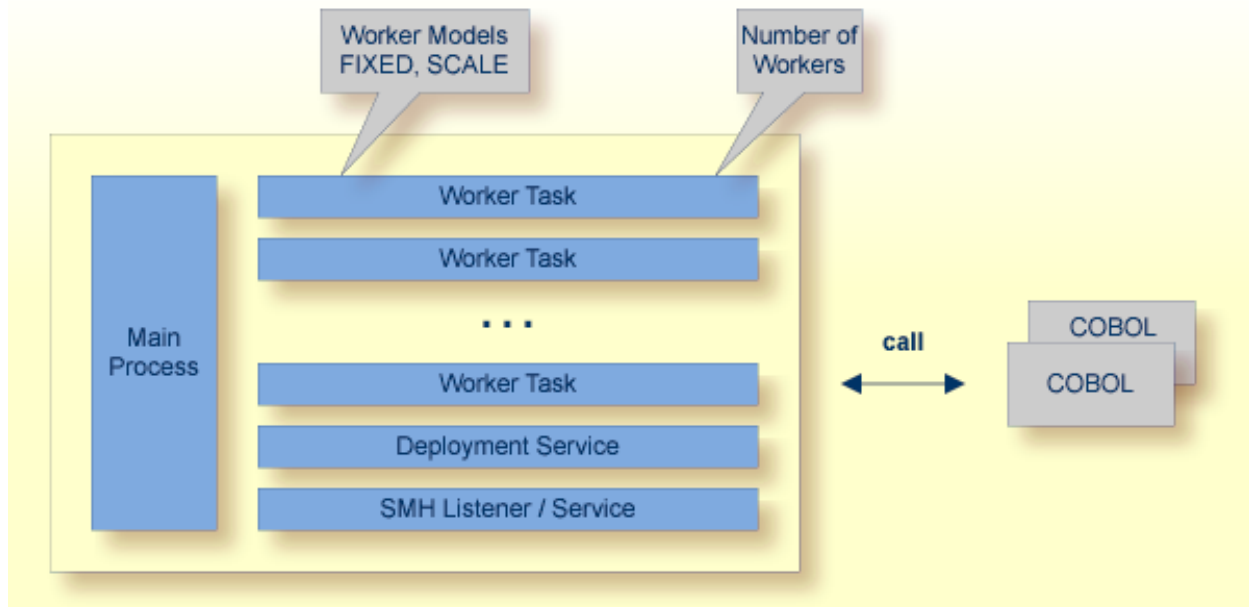 Worker Models
FIXED, SCALE
Number of
Workers
Worker Task
Worker Task
...
Main
Process
Worker Task
Deployment Service
SMH Listener / Service
call
COBOL
COBOL